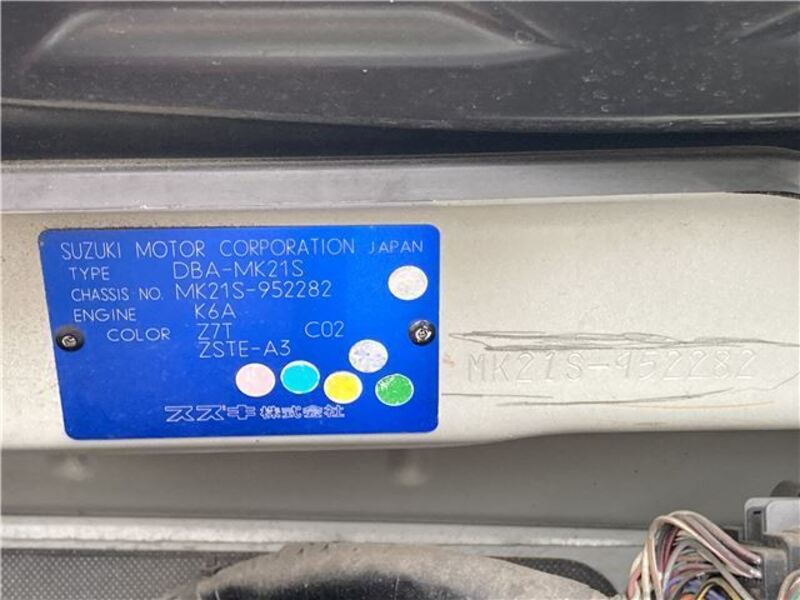 SUZUKI MOTOR CORPORATION JAPAN
TYPE DBA-MK21S
CHASSIS NO. MK21S-952282
ENGINE K6A
COLOR Z7T C02
ZSTE-A3
スズキ株式会社
MK21S-952282